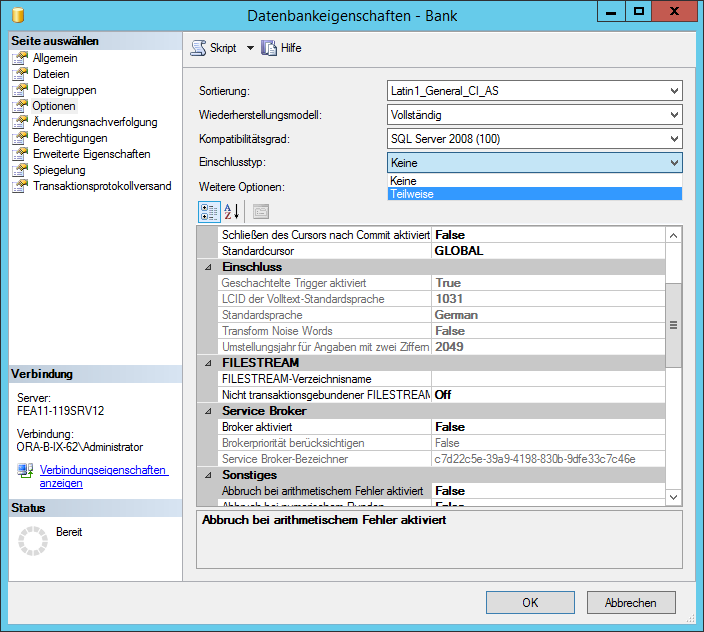 Datenbankeigenschaften - Bank
Seite auswählen
Allgemein
Dateien
Dateigruppen
Optionen
Änderungsnachverfolgung
Berechtigungen
Erweiterte Eigenschaften
Spiegelung
Transaktionsprotokollversand
Verbindung
Server:
FEA11-119SRV12
Verbindung:
ORA-B-IX-62\Administrator
Verbindungseigenschaften
anzeigen
Status
Bereit
Skript
Hilfe
Sortierung: Latin1_General_CI_AS
Wiederherstellungsmodell: Vollständig
Kompatibilitätsgrad: SQL Server 2008 (100)
Einschlusstyp: Keine
Keine
Teilweise
Weitere Optionen:
Schließen des Cursors nach Commit aktiviert False
Standardcursor GLOBAL
Einschluss
Geschachtelte Trigger aktiviert True
LCID der Volltext-Standardsprache 1031
Standardsprache German
Transform Noise Words False
Umstellungsjahr für Angaben mit zwei Ziffern 2049
FILESTREAM
FILESTREAM-Verzeichnisname
Nicht transaktionsgebundener FILESTREAM Off
Service Broker
Broker aktiviert False
Brokerpriorität berücksichtigen False
Service Broker-Bezeichner c7d22c5e-39a9-4198-830b-9dfe33c7c46e
Sonstiges
Abbruch bei arithmetischem Fehler aktiviert False
Abbruch bei numerischem Runden False
Abbruch bei arithmetischem Fehler aktiviert
OK
Abbrechen